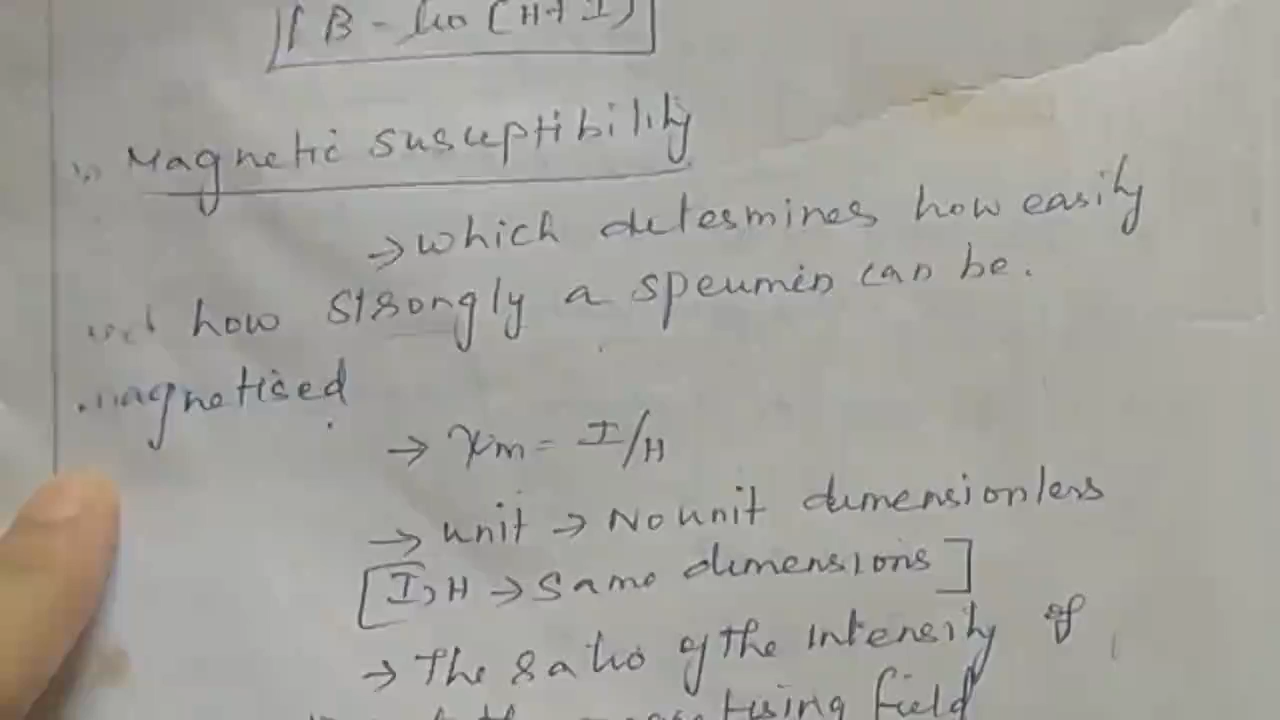 B = μo (H+I)
Magnetic susceptibility
→ which determines how easily
how strongly a specimen can be.
magnetised
→ χm = I/H
→ unit → No unit dimensionless
[I, H → same dimensions]
→ The ratio of the intensity of
field